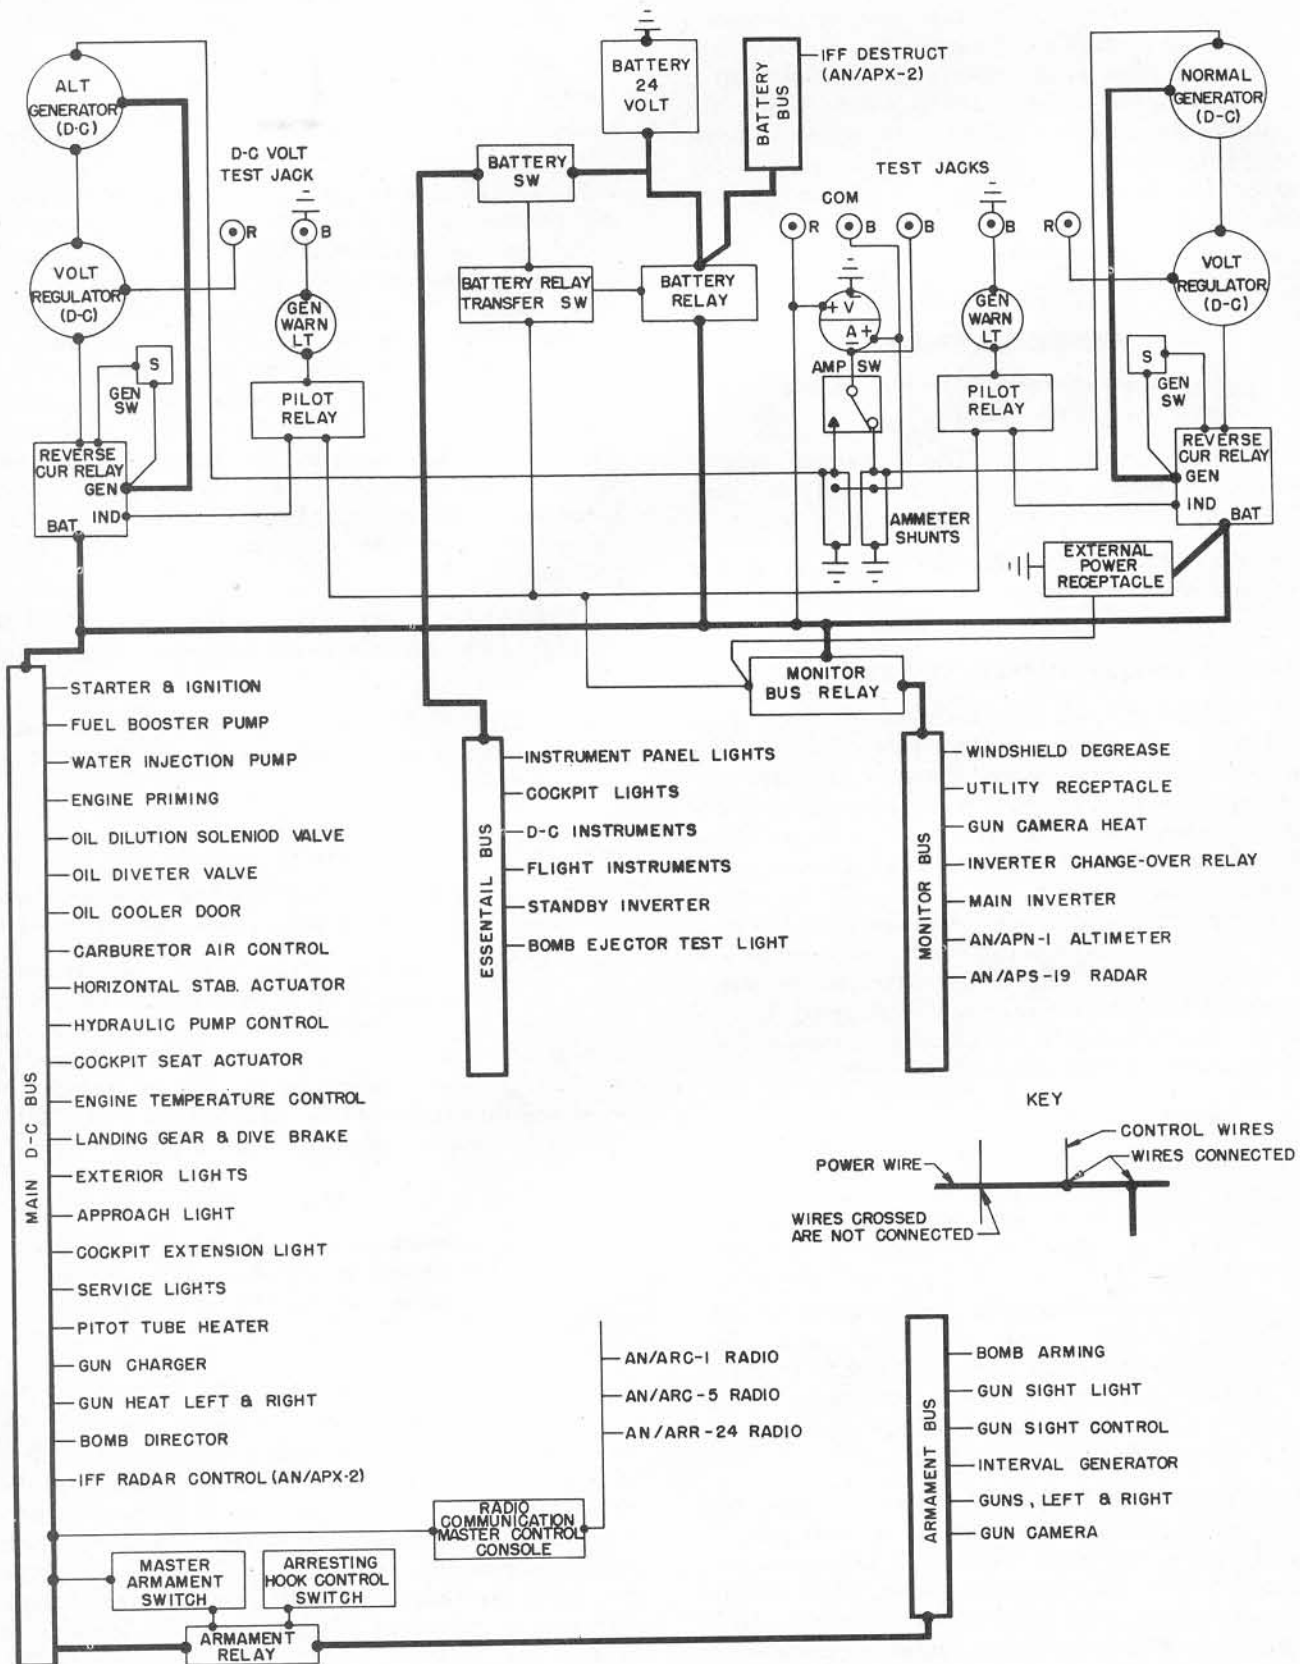 ALT
GENERATOR
(D-C)
D-C VOLT
TEST JACK
R
B
VOLT
REGULATOR
(D-C)
GEN
WARN
LT
S
GEN
SW
PILOT
RELAY
REVERSE
CUR RELAY
GEN
IND
BAT
BATTERY
24
VOLT
BATTERY
BUS
IFF DESTRUCT
(AN/APX-2)
BATTERY
SW
BATTERY RELAY
TRANSFER SW
BATTERY
RELAY
TEST JACKS
COM
R
B
B
B
R
+ V
A +
AMP SW
AMMETER
SHUNTS
GEN
WARN
LT
PILOT
RELAY
NORMAL
GENERATOR
(D-C)
VOLT
REGULATOR
(D-C)
S
GEN
SW
REVERSE
CUR RELAY
GEN
IND
BAT
EXTERNAL
POWER
RECEPTACLE
MONITOR
BUS RELAY
MAIN D-C BUS
STARTER & IGNITION
FUEL BOOSTER PUMP
WATER INJECTION PUMP
ENGINE PRIMING
OIL DILUTION SOLENIOD VALVE
OIL DIVETER VALVE
OIL COOLER DOOR
CARBURETOR AIR CONTROL
HORIZONTAL STAB. ACTUATOR
HYDRAULIC PUMP CONTROL
COCKPIT SEAT ACTUATOR
ENGINE TEMPERATURE CONTROL
LANDING GEAR & DIVE BRAKE
EXTERIOR LIGHTS
APPROACH LIGHT
COCKPIT EXTENSION LIGHT
SERVICE LIGHTS
PITOT TUBE HEATER
GUN CHARGER
GUN HEAT LEFT & RIGHT
BOMB DIRECTOR
IFF RADAR CONTROL (AN/APX-2)
ESSENTAIL BUS
INSTRUMENT PANEL LIGHTS
COCKPIT LIGHTS
D-C INSTRUMENTS
FLIGHT INSTRUMENTS
STANDBY INVERTER
BOMB EJECTOR TEST LIGHT
MONITOR BUS
WINDSHIELD DEGREASE
UTILITY RECEPTACLE
GUN CAMERA HEAT
INVERTER CHANGE-OVER RELAY
MAIN INVERTER
AN/APN-1 ALTIMETER
AN/APS-19 RADAR
KEY
CONTROL WIRES
WIRES CONNECTED
POWER WIRE
WIRES CROSSED
ARE NOT CONNECTED
AN/ARC-1 RADIO
AN/ARC-5 RADIO
AN/ARR-24 RADIO
RADIO
COMMUNICATION
MASTER CONTROL
CONSOLE
MASTER
ARMAMENT
SWITCH
ARRESTING
HOOK CONTROL
SWITCH
ARMAMENT
RELAY
ARMAMENT BUS
BOMB ARMING
GUN SIGHT LIGHT
GUN SIGHT CONTROL
INTERVAL GENERATOR
GUNS, LEFT & RIGHT
GUN CAMERA